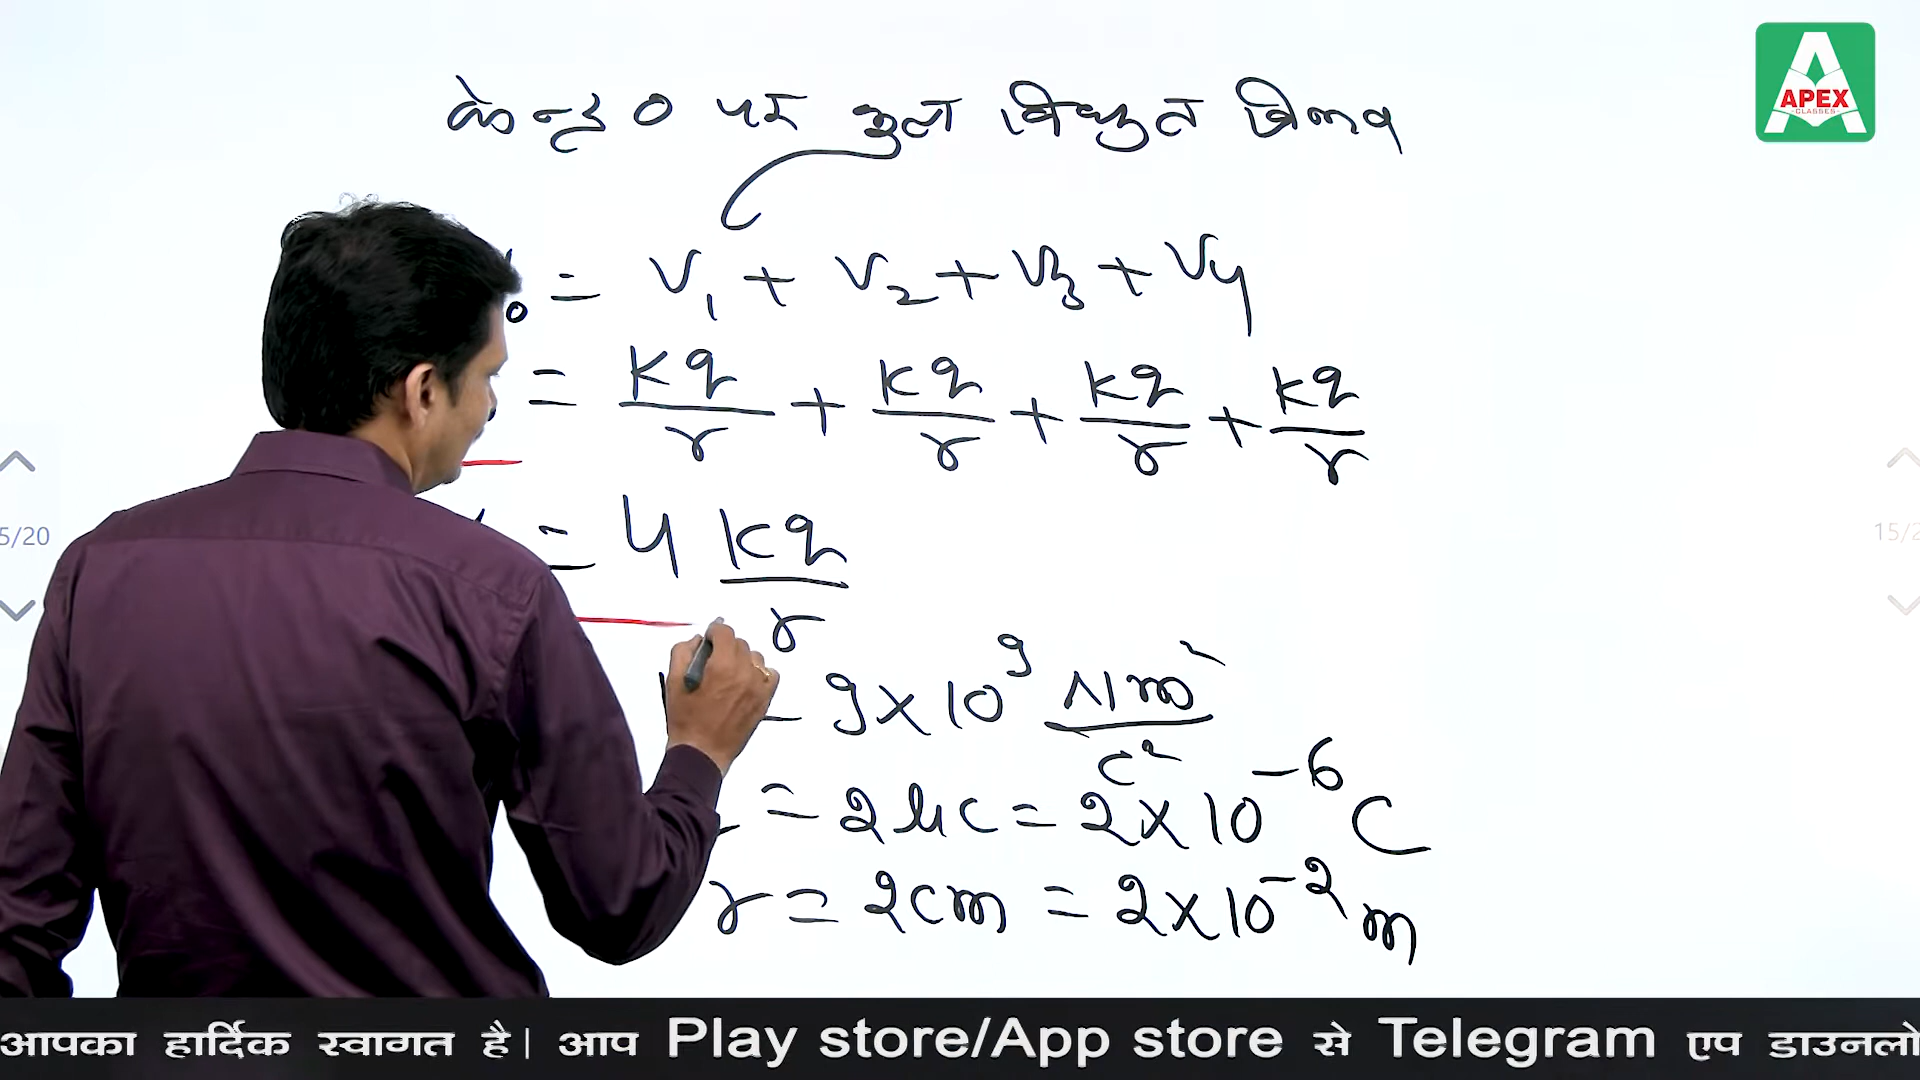 APEX
CLASSES
केन्द्र O पर कुल विद्युत विभव
V₀ = V₁ + V₂ + V₃ + V₄
= Kq/r + Kq/r + Kq/r + Kq/r
= 4 Kq/r
= 9 × 10⁹ Nm²/C²
= 2 μC = 2 × 10⁻⁶ C
r = 2cm = 2 × 10⁻² m
5/20
15/2
आपका हार्दिक स्वागत है| आप Play store/App store से Telegram एप डाउनलो